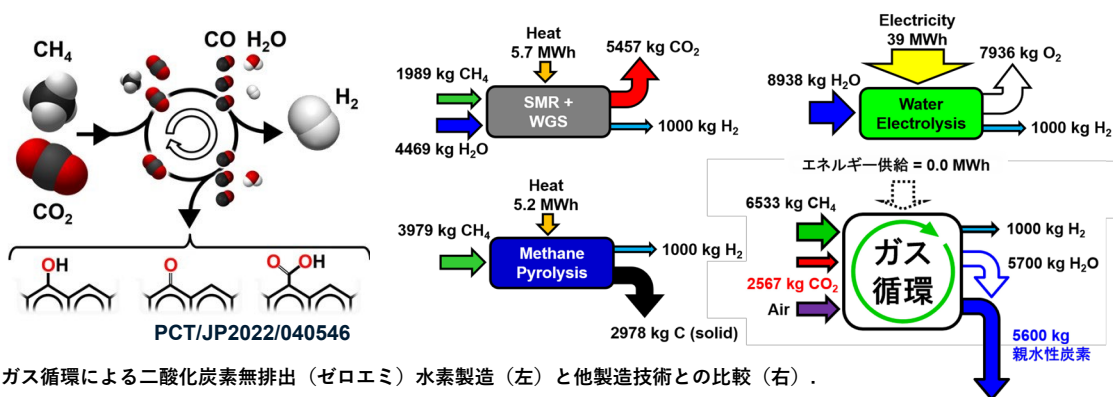 CH4
CO2
CO H2O
H2
OH
O
O
OH
PCT/JP2022/040546
Heat
5.7 MWh
1989 kg CH4
4469 kg H2O
SMR +
WGS
5457 kg CO2
1000 kg H2
Electricity
39 MWh
8938 kg H2O
Water
Electrolysis
7936 kg O2
1000 kg H2
Heat
5.2 MWh
3979 kg CH4
Methane
Pyrolysis
1000 kg H2
2978 kg C (solid)
エネルギー供給 = 0.0 MWh
6533 kg CH4
2567 kg CO2
Air
ガス
循環
1000 kg H2
5700 kg H2O
5600 kg
親水性炭素
ガス循環による二酸化炭素無排出（ゼロエミ）水素製造（左）と他製造技術との比較（右）.